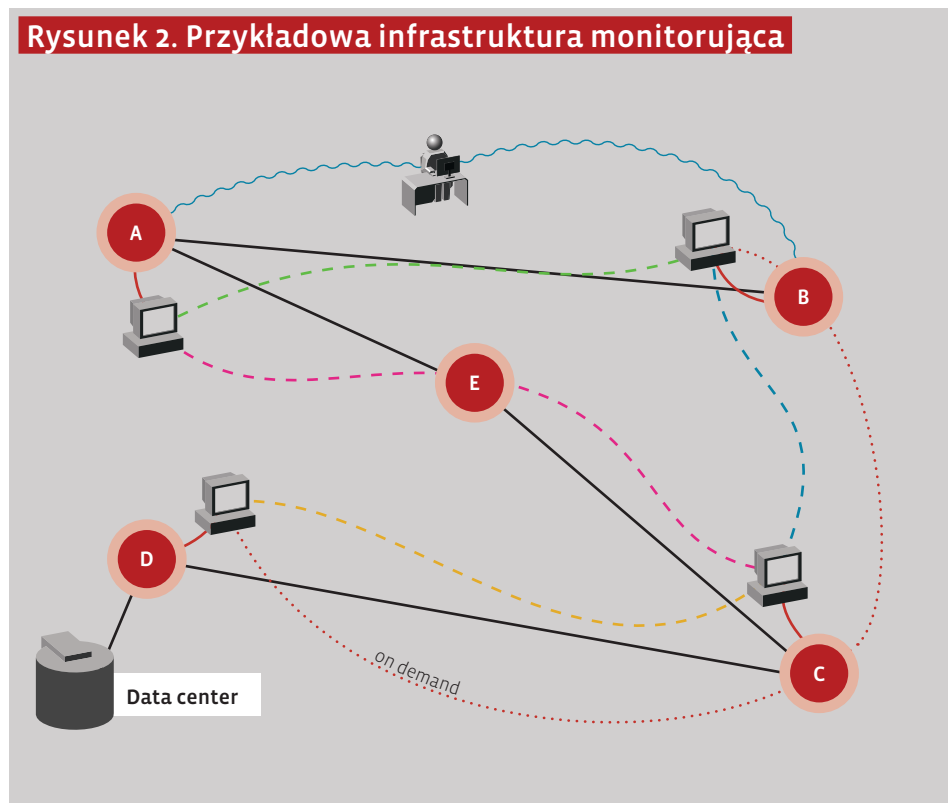 Rysunek 2. Przykładowa infrastruktura monitorująca
A
B
E
D
C
on demand
Data center